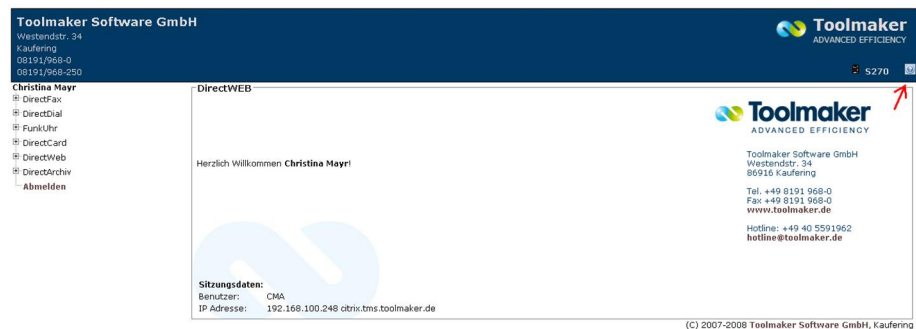 Toolmaker Software GmbH
Westendstr. 34
Kaufering
08191/968-0
08191/968-250
Toolmaker
ADVANCED EFFICIENCY
S270
Christina Mayr
DirectFax
DirectDial
FunkUhr
DirectCard
DirectWeb
DirectArchiv
Abmelden
DirectWEB
Herzlich Willkommen Christina Mayr!
Toolmaker
ADVANCED EFFICIENCY
Toolmaker Software GmbH
Westendstr. 34
86916 Kaufering
Tel. +49 8191 968-0
Fax +49 8191 968-0
www.toolmaker.de
Hotline: +49 40 5591962
hotline@toolmaker.de
Sitzungsdaten:
Benutzer: CMA
IP Adresse: 192.168.100.248 citrix.tms.toolmaker.de
(C) 2007-2008 Toolmaker Software GmbH, Kaufering